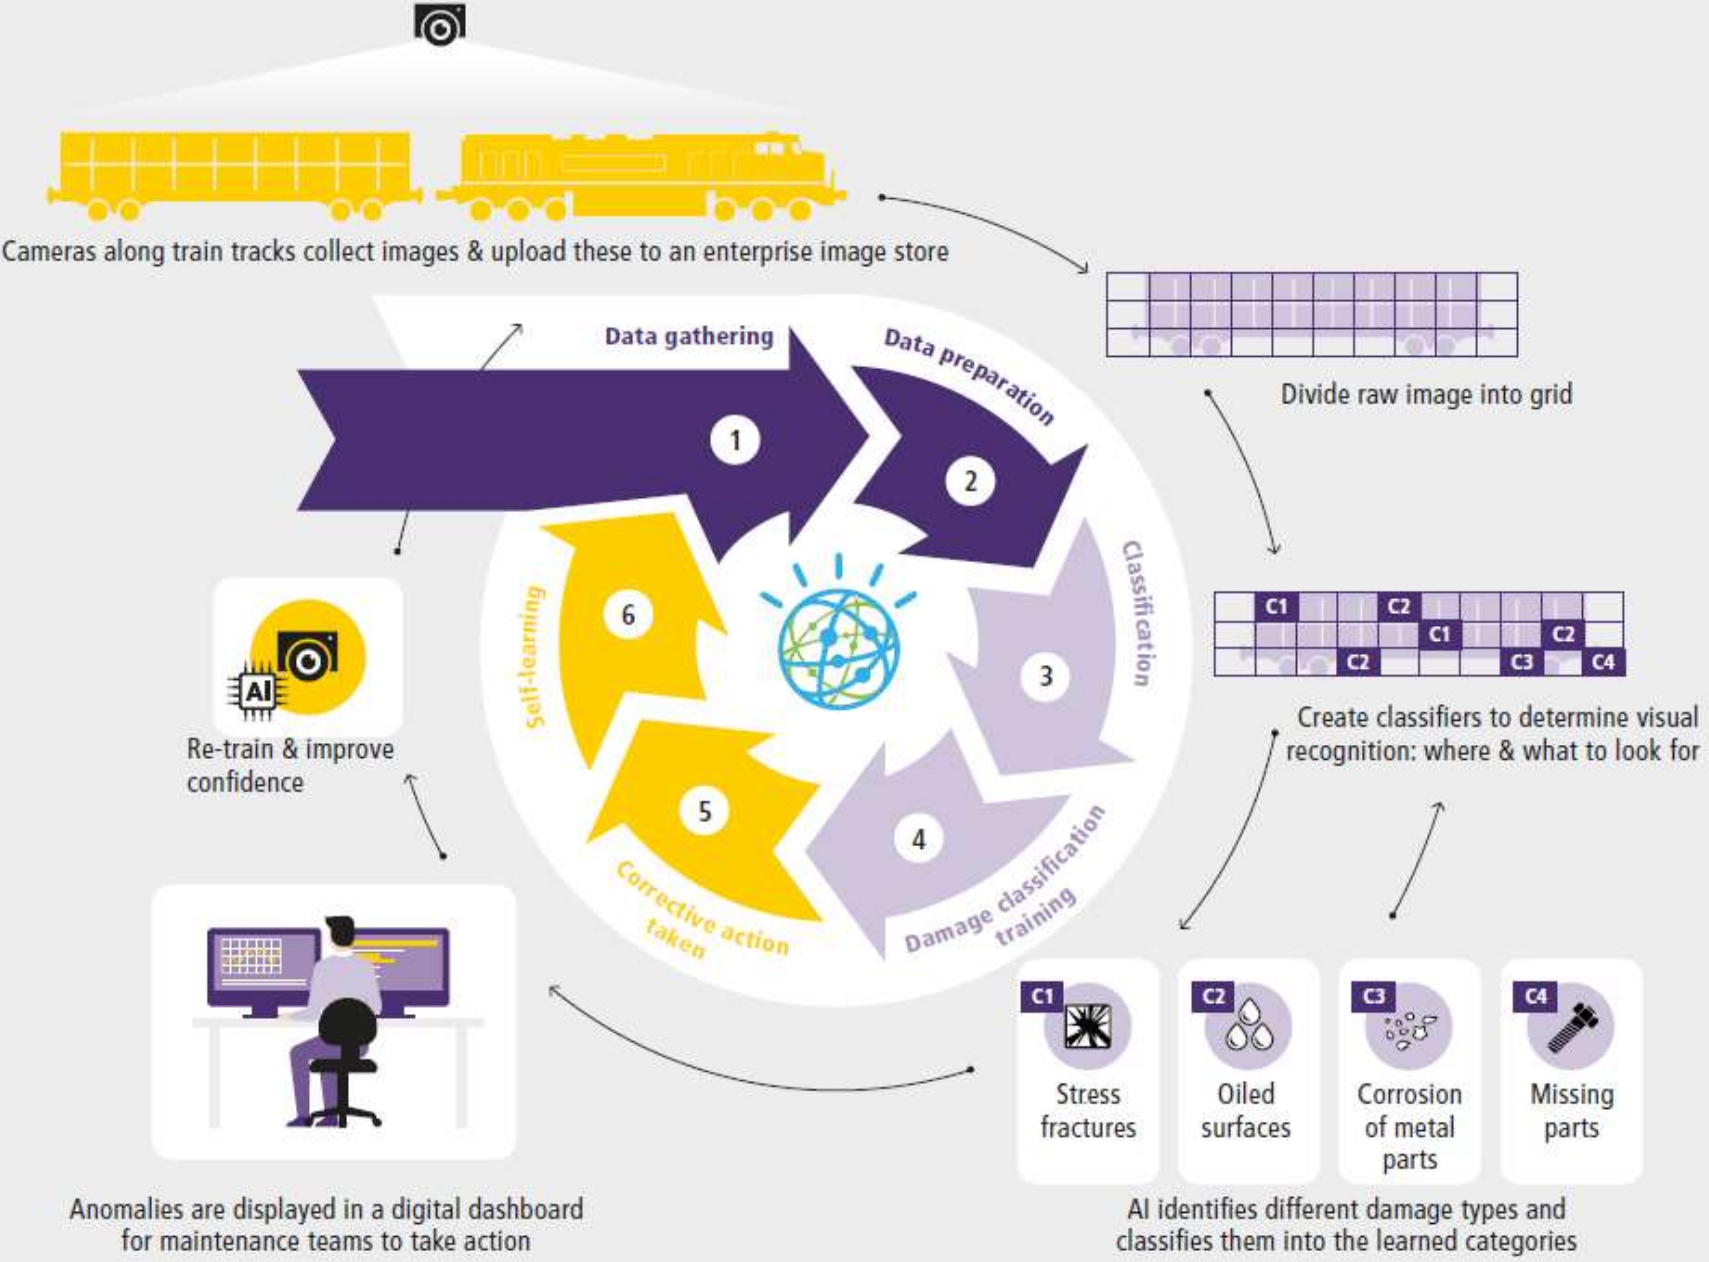 Cameras along train tracks collect images & upload these to an enterprise image store
Data gathering
Data preparation
1
2
Divide raw image into grid
Classification
3
C1
C2
C1
C2
C2
C3
C4
Create classifiers to determine visual
recognition: where & what to look for
Damage classification
training
4
C1
Stress
fractures
C2
Oiled
surfaces
C3
Corrosion
of metal
parts
C4
Missing
parts
AI identifies different damage types and
classifies them into the learned categories
Corrective action
taken
5
Anomalies are displayed in a digital dashboard
for maintenance teams to take action
Self-learning
6
AI
Re-train & improve
confidence